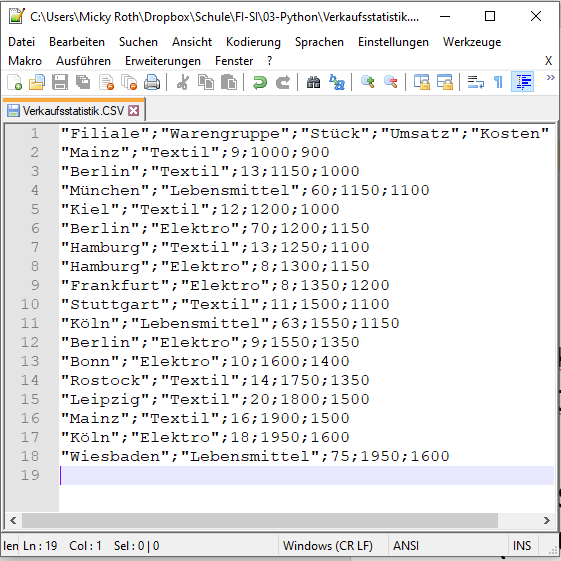 C:\Users\Micky Roth\Dropbox\Schule\FI-SI\03-Python\Verkaufsstatistik....
Datei Bearbeiten Suchen Ansicht Kodierung Sprachen Einstellungen Werkzeuge
Makro Ausführen Erweiterungen Fenster ? X
Verkaufsstatistik.CSV
1 "Filiale";"Warengruppe";"Stück";"Umsatz";"Kosten"
2 "Mainz";"Textil";9;1000;900
3 "Berlin";"Textil";13;1150;1000
4 "München";"Lebensmittel";60;1150;1100
5 "Kiel";"Textil";12;1200;1000
6 "Berlin";"Elektro";70;1200;1150
7 "Hamburg";"Textil";13;1250;1100
8 "Hamburg";"Elektro";8;1300;1150
9 "Frankfurt";"Elektro";8;1350;1200
10 "Stuttgart";"Textil";11;1500;1100
11 "Köln";"Lebensmittel";63;1550;1150
12 "Berlin";"Elektro";9;1550;1350
13 "Bonn";"Elektro";10;1600;1400
14 "Rostock";"Textil";14;1750;1350
15 "Leipzig";"Textil";20;1800;1500
16 "Mainz";"Textil";16;1900;1500
17 "Köln";"Elektro";18;1950;1600
18 "Wiesbaden";"Lebensmittel";75;1950;1600
19
len Ln : 19 Col : 1 Sel : 0 | 0 Windows (CR LF) ANSI INS